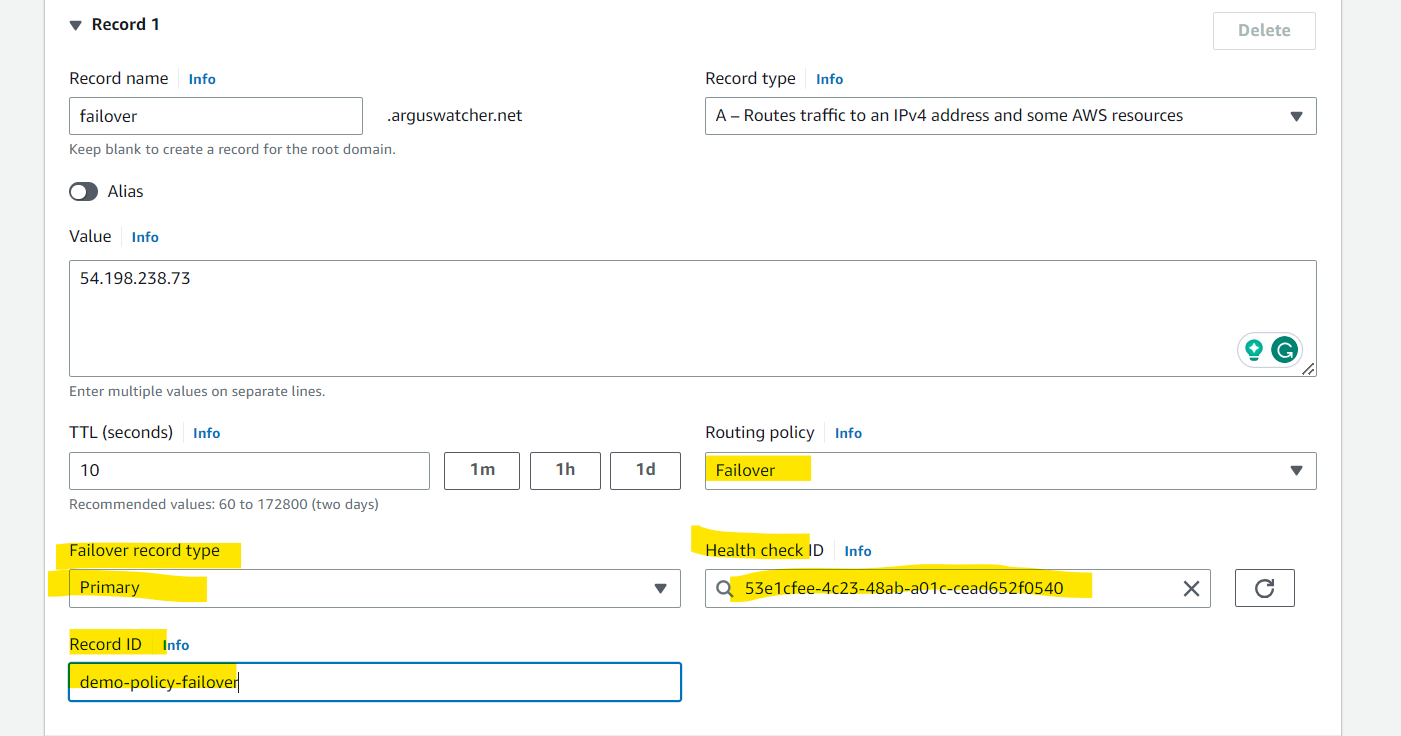 Record 1
Delete
Record name Info
Record type Info
failover .arguswatcher.net
A – Routes traffic to an IPv4 address and some AWS resources
Keep blank to create a record for the root domain.
Alias
Value Info
54.198.238.73
Enter multiple values on separate lines.
TTL (seconds) Info
Routing policy Info
10 1m 1h 1d
Failover
Recommended values: 60 to 172800 (two days)
Failover record type
Health check ID Info
Primary
53e1cfee-4c23-48ab-a01c-cead652f0540
Record ID Info
demo-policy-failover